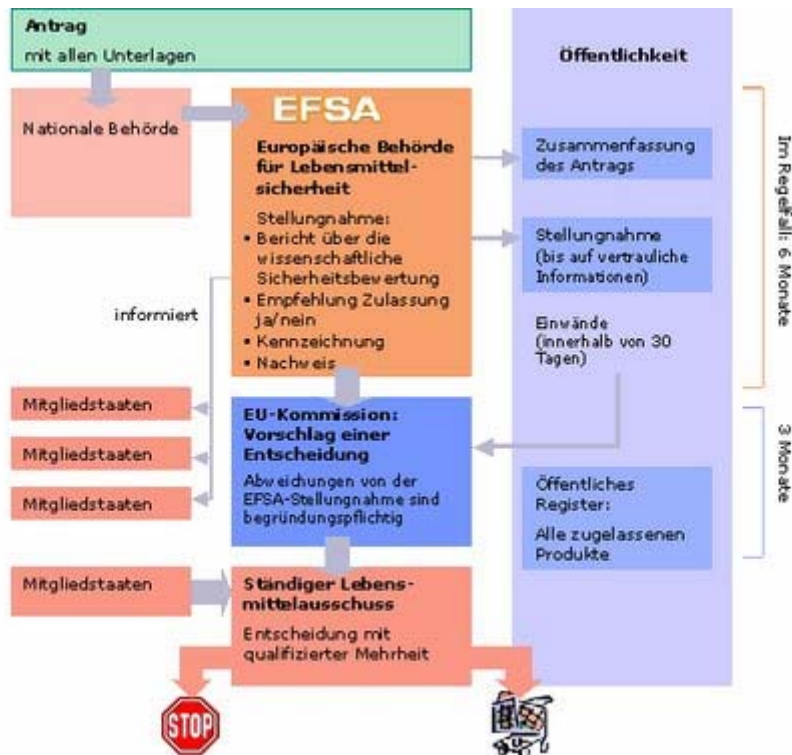 Antrag
mit allen Unterlagen
Nationale Behörde
EFSA
Europäische Behörde
für Lebensmittel-
sicherheit
Stellungnahme:
▪ Bericht über die
wissenschaftliche
Sicherheitsbewertung
▪ Empfehlung Zulassung
ja/nein
▪ Kennzeichnung
▪ Nachweis
informiert
Mitgliedstaaten
Mitgliedstaaten
Mitgliedstaaten
EU-Kommission:
Vorschlag einer
Entscheidung
Abweichungen von der
EFSA-Stellungnahme sind
begründungspflichtig
Mitgliedstaaten
Ständiger Lebens-
mittelausschuss
Entscheidung mit
qualifizierter Mehrheit
STOP
Öffentlichkeit
Zusammenfassung
des Antrags
Stellungnahme
(bis auf vertrauliche
Informationen)
Einwände
(innerhalb von 30
Tagen)
Öffentliches
Register:
Alle zugelassenen
Produkte
Im Regelfall: 6 Monate
3 Monate